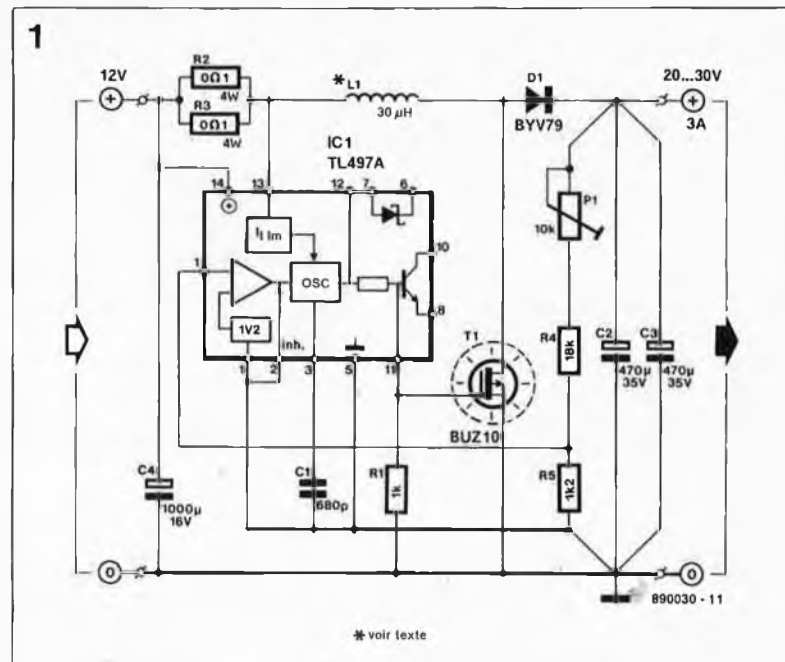 1
12V
R2
0Ω1
4W
R3
0Ω1
4W
* L1
30 µH
D1
BYV79
20...30V
3A
IC1
TL497A
14
13
12
7
6
I lim
10
P1
10k
1
OSC
8
1V2
inh.
T1
R4
18k
C2
470µ
35V
C3
470µ
35V
2
3
5
11
BUZ10
C4
1000µ
16V
C1
680p
R1
1k
R5
1k2
0
0
890030 - 11
* voir texte